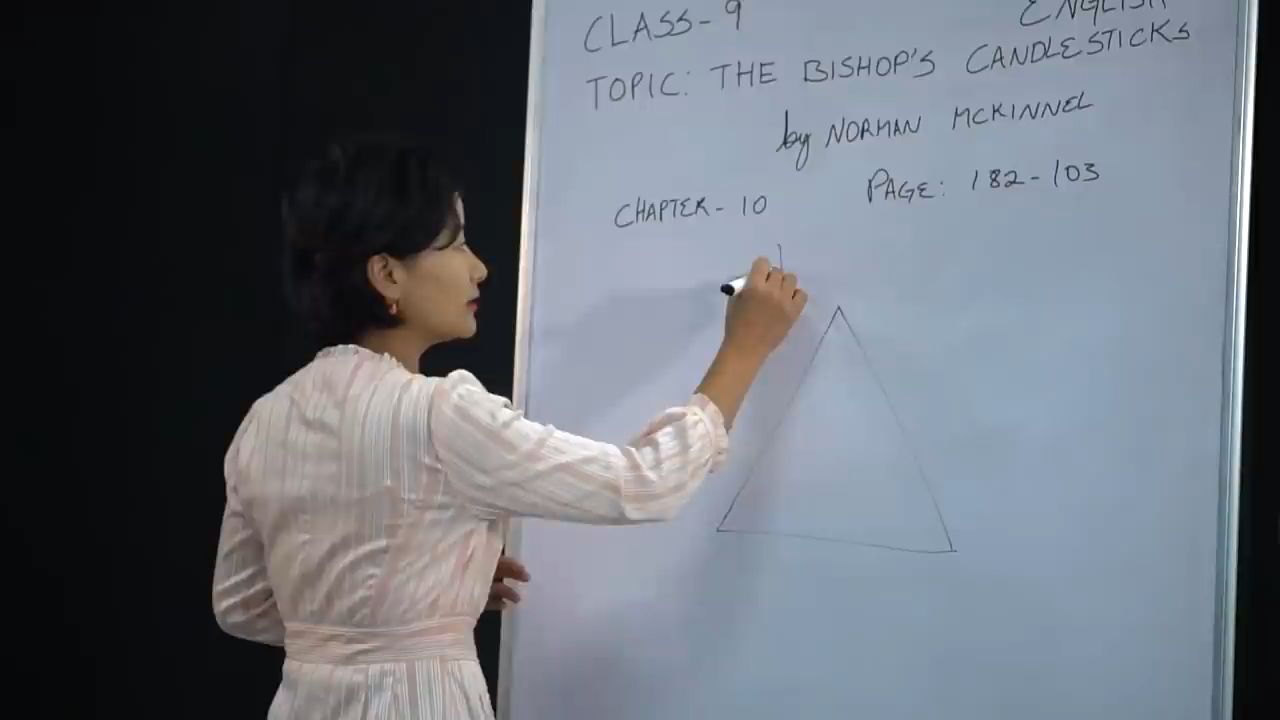 CLASS-9 ENGLISH
TOPIC: THE BISHOP'S CANDLESTICKS
by NORMAN MCKINNEL
CHAPTER-10 PAGE: 182-103